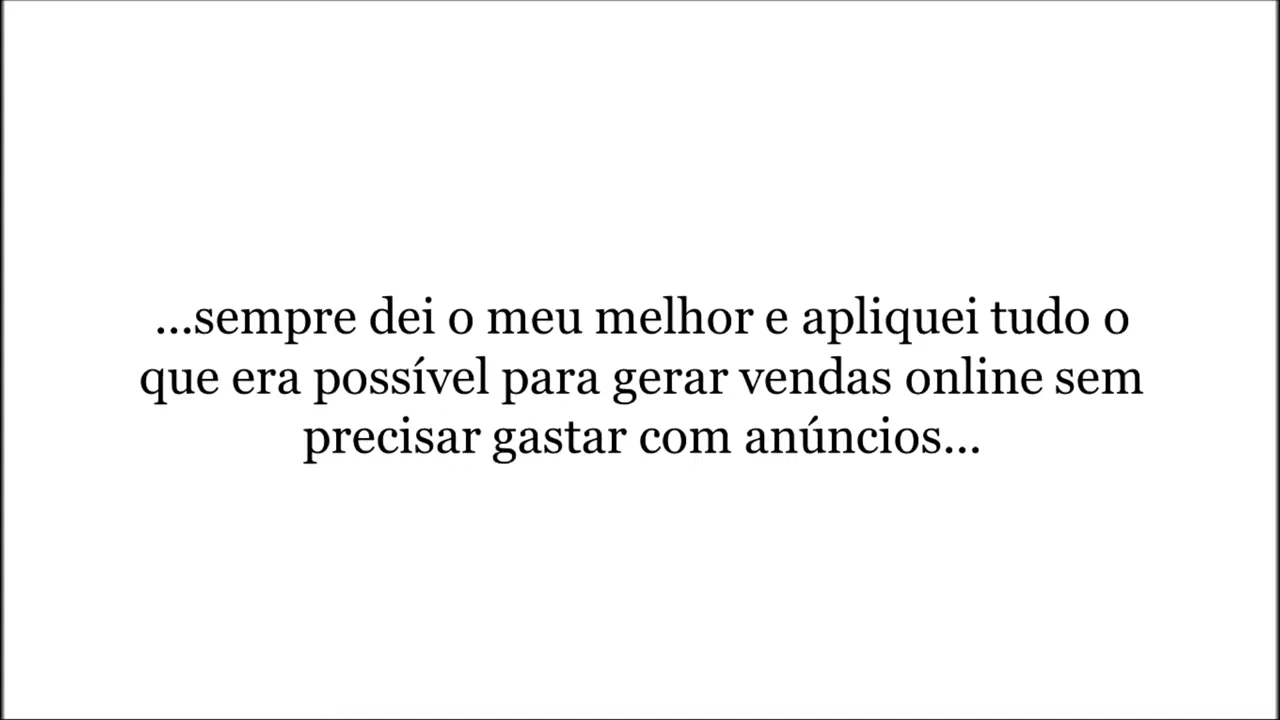 ...sempre dei o meu melhor e apliquei tudo o
que era possível para gerar vendas online sem
precisar gastar com anúncios...